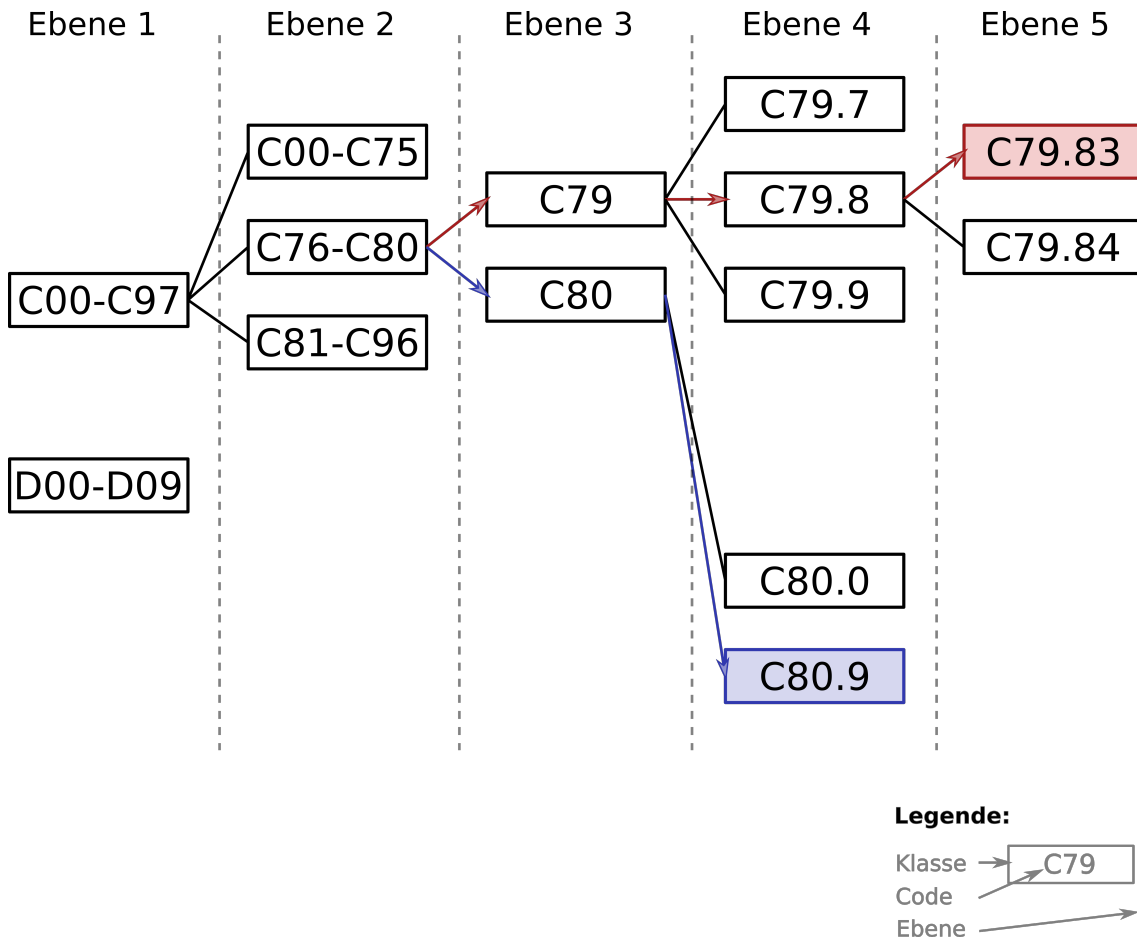 Ebene 1
Ebene 2
Ebene 3
Ebene 4
Ebene 5
C00-C97
D00-D09
C00-C75
C76-C80
C81-C96
C79
C80
C79.7
C79.8
C79.9
C80.0
C80.9
C79.83
C79.84
Legende:
Klasse
C79
Code
Ebene